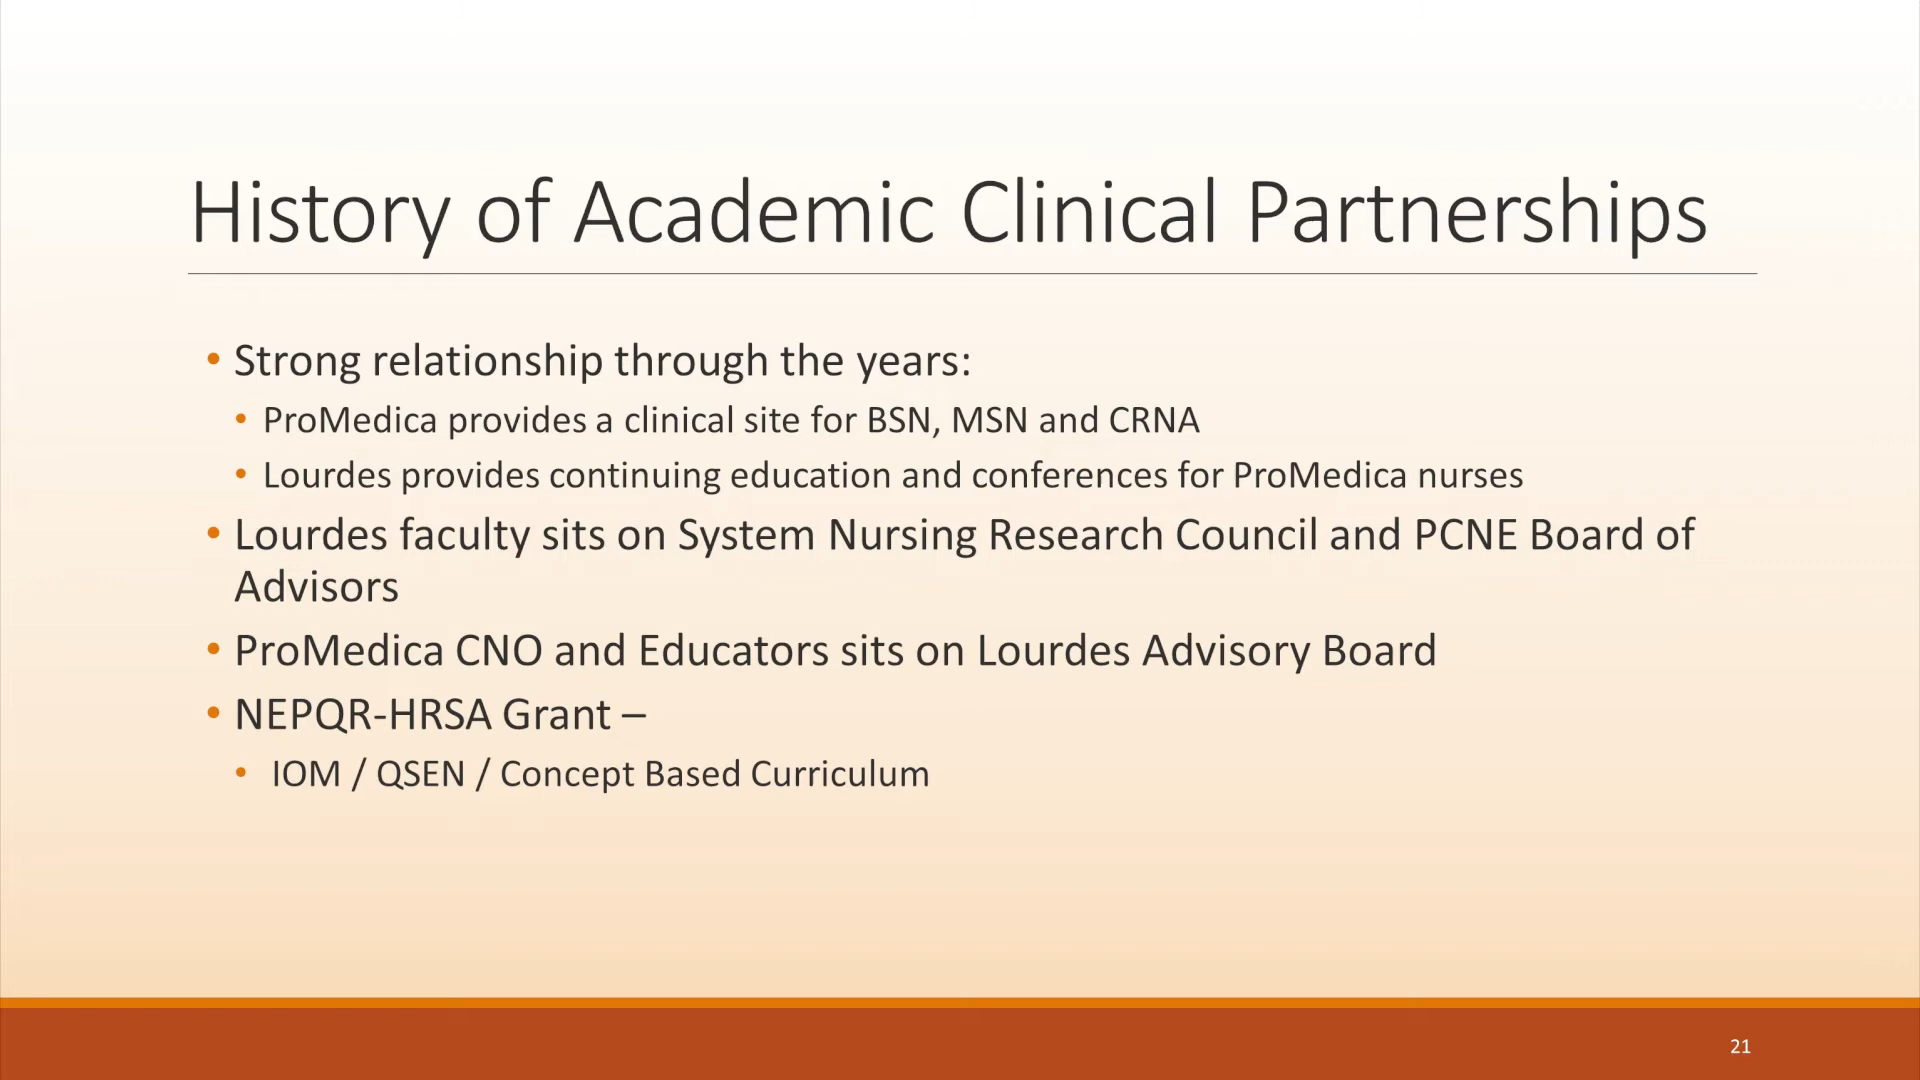 History of Academic Clinical Partnerships
• Strong relationship through the years:
• ProMedica provides a clinical site for BSN, MSN and CRNA
• Lourdes provides continuing education and conferences for ProMedica nurses
• Lourdes faculty sits on System Nursing Research Council and PCNE Board of
Advisors
• ProMedica CNO and Educators sits on Lourdes Advisory Board
• NEPQR-HRSA Grant –
• IOM / QSEN / Concept Based Curriculum
21